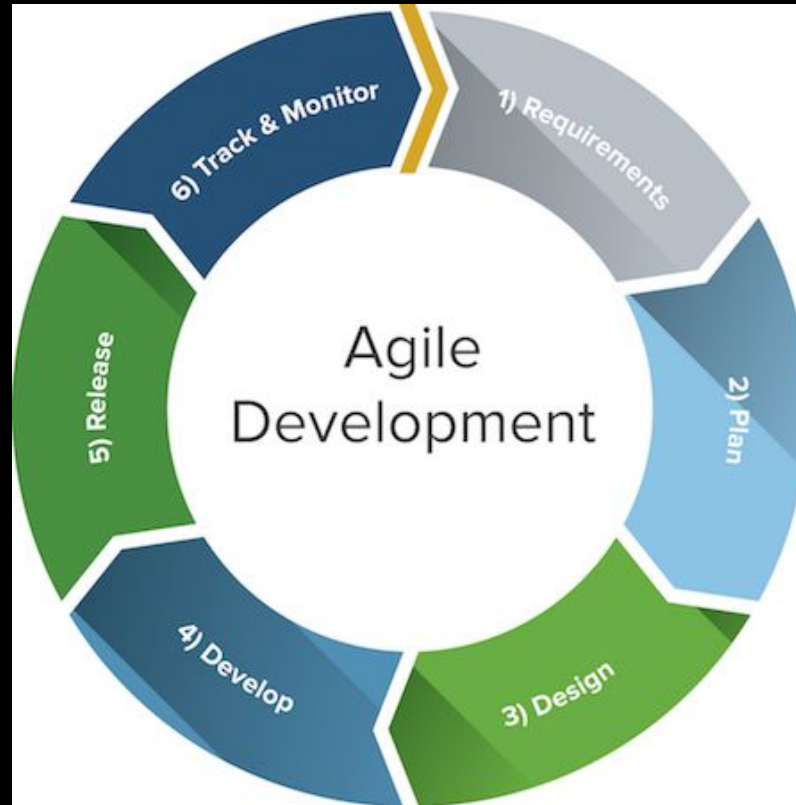 Agile
Development
1) Requirements
2) Plan
3) Design
4) Develop
5) Release
6) Track & Monitor